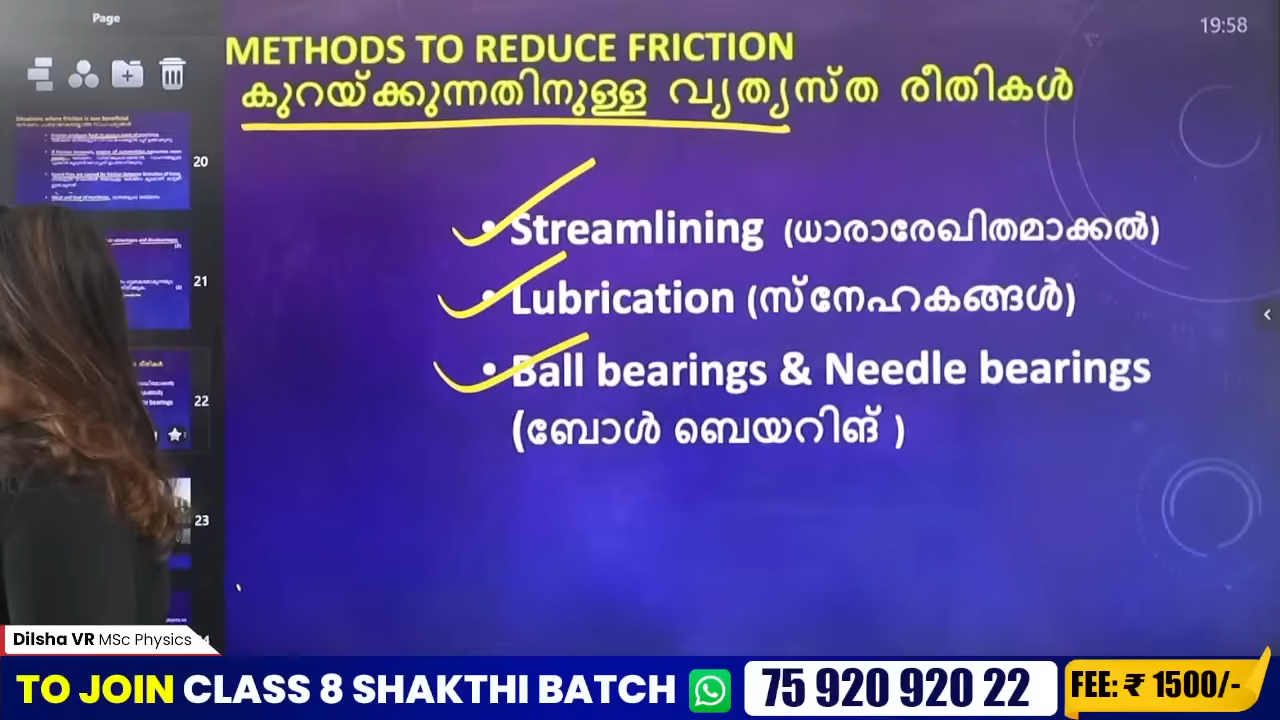 Page
19:58
METHODS TO REDUCE FRICTION
കുറയ്ക്കുന്നതിനുള്ള വ്യത്യസ്ത രീതികൾ
20
21
22
23
• Streamlining (ധാരാരേഖിതമാക്കൽ)
• Lubrication (സ്നേഹകങ്ങൾ)
• Ball bearings & Needle bearings
(ബോൾ ബെയറിങ് )
Dilsha VR MSc Physics
TO JOIN CLASS 8 SHAKTHI BATCH
75 920 920 22
FEE: ₹ 1500/-